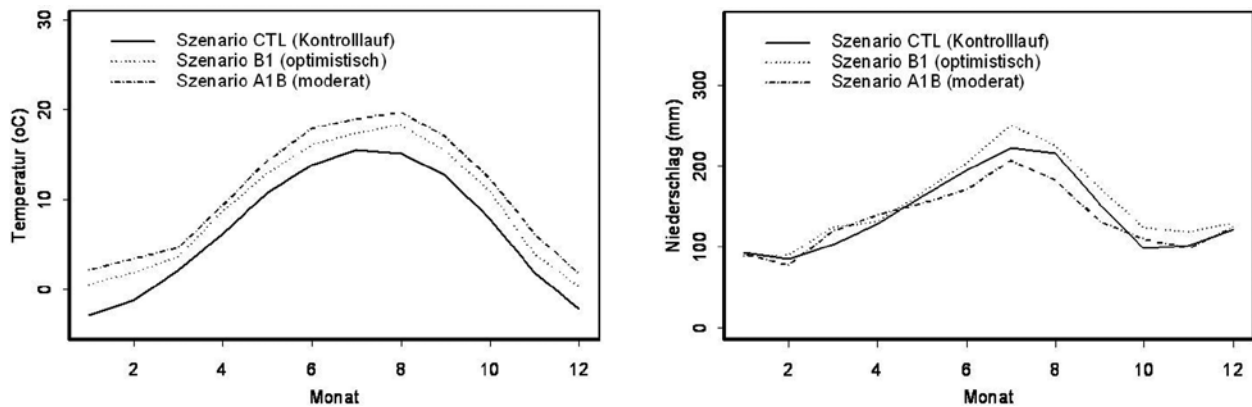 30
20
10
0
Temperatur (oC)
Szenario CTL (Kontrolllauf)
Szenario B1 (optimistisch)
Szenario A1B (moderat)
2 4 6 8 10 12
Monat
300
200
100
0
Niederschlag (mm)
Szenario CTL (Kontrolllauf)
Szenario B1 (optimistisch)
Szenario A1B (moderat)
2 4 6 8 10 12
Monat